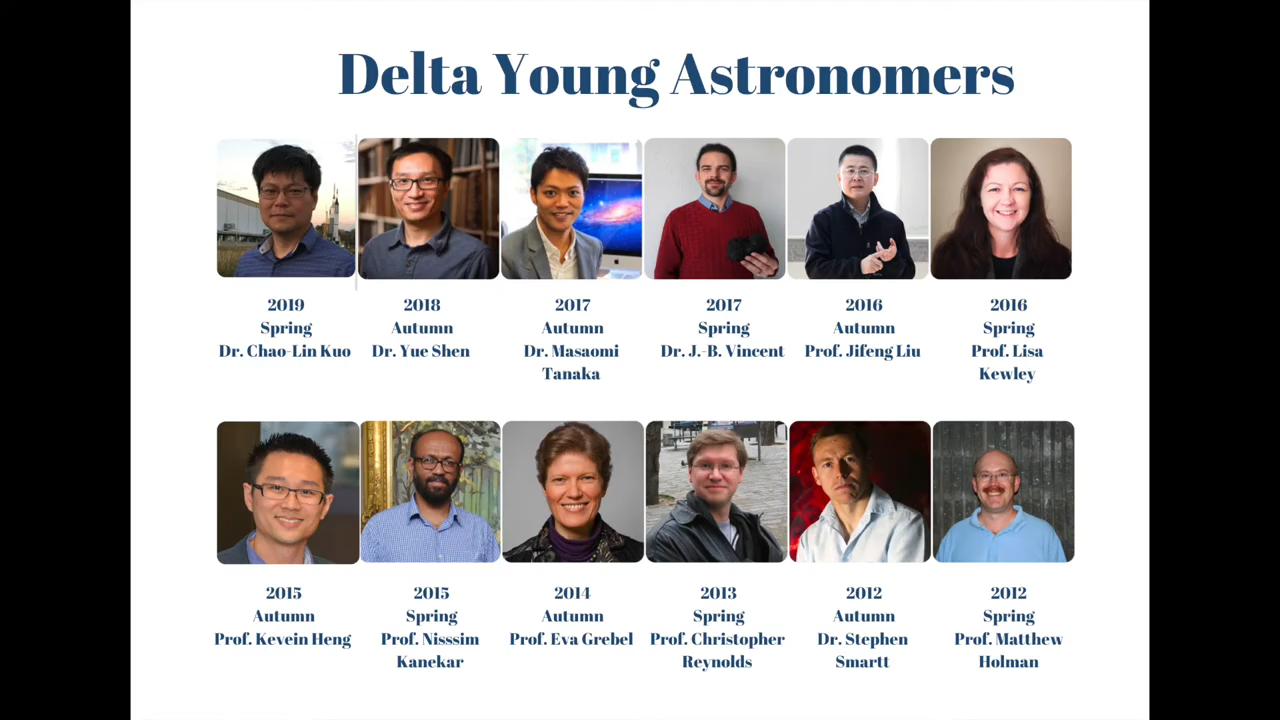 Delta Young Astronomers
2019
Spring
Dr. Chao-Lin Kuo
2018
Autumn
Dr. Yue Shen
2017
Autumn
Dr. Masaomi
Tanaka
2017
Spring
Dr. J.-B. Vincent
2016
Autumn
Prof. Jifeng Liu
2016
Spring
Prof. Lisa
Kewley
2015
Autumn
Prof. Kevein Heng
2015
Spring
Prof. Nisssim
Kanekar
2014
Autumn
Prof. Eva Grebel
2013
Spring
Prof. Christopher
Reynolds
2012
Autumn
Dr. Stephen
Smartt
2012
Spring
Prof. Matthew
Holman